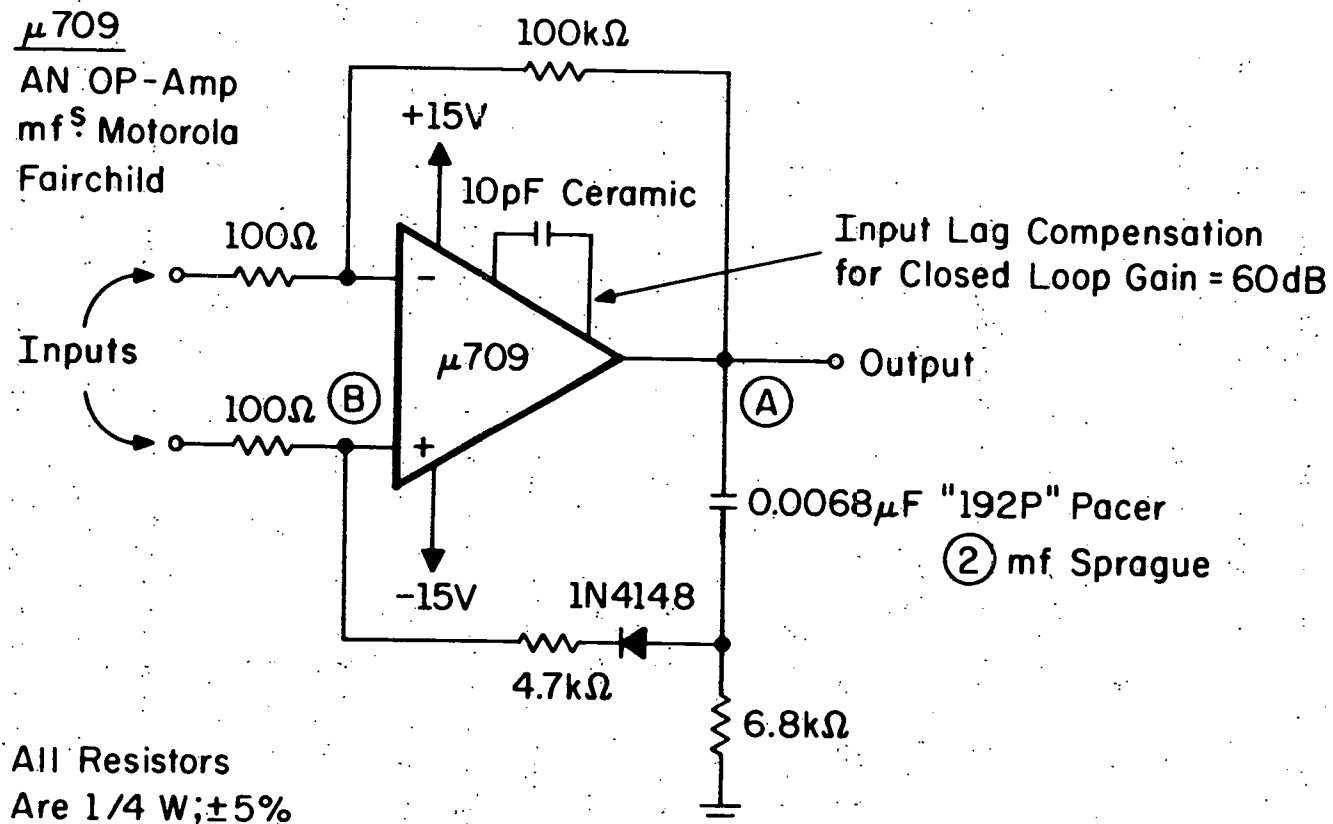 μ709
AN OP-Amp
mfs. Motorola
Fairchild
100kΩ
+15V
10pF Ceramic
Input Lag Compensation
for Closed Loop Gain = 60dB
100Ω
-
Inputs
μ709
Output
100Ω
B
A
+
0.0068μF "192P" Pacer
2 mf. Sprague
-15V
1N4148
4.7kΩ
6.8kΩ
All Resistors
Are 1/4 W;±5%